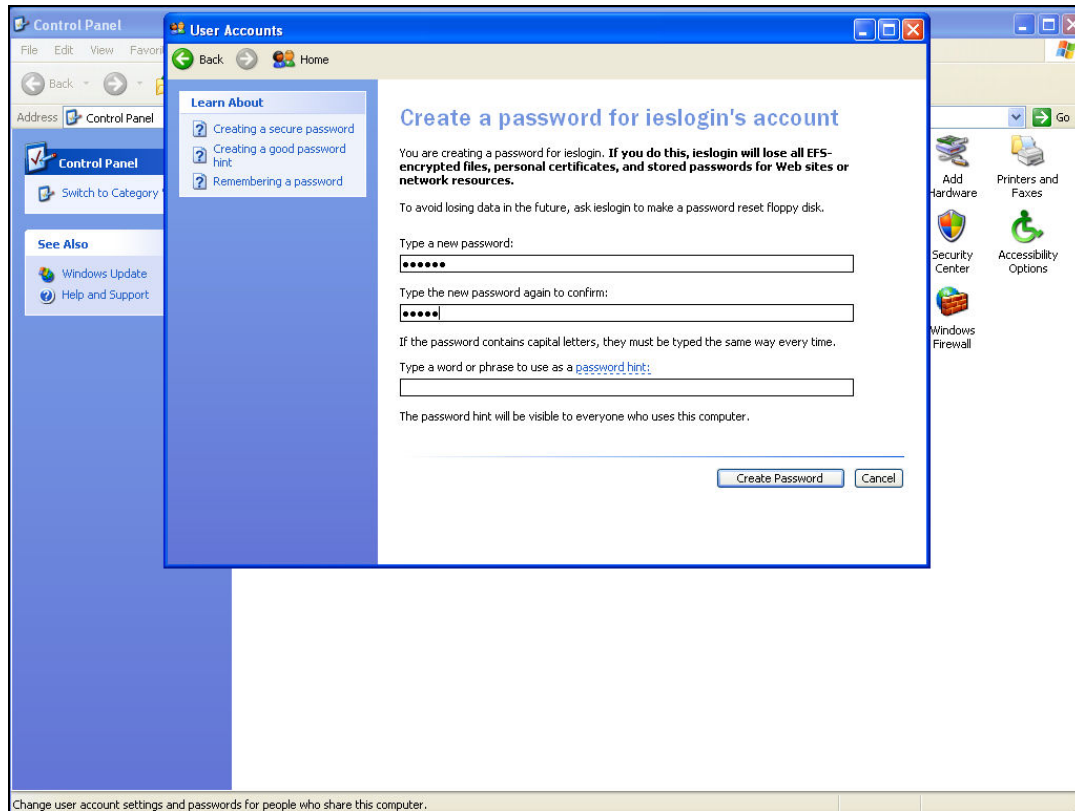 Control Panel
File Edit View Favori
Back
Address Control Panel Go
Control Panel
Switch to Category
See Also
Windows Update
Help and Support
User Accounts
Back Home
Learn About
Creating a secure password
Creating a good password
hint
Remembering a password
Create a password for ieslogin's account
You are creating a password for ieslogin. If you do this, ieslogin will lose all EFS-
encrypted files, personal certificates, and stored passwords for Web sites or
network resources.
To avoid losing data in the future, ask ieslogin to make a password reset floppy disk.
Type a new password:
●●●●●●
Type the new password again to confirm:
●●●●●
If the password contains capital letters, they must be typed the same way every time.
Type a word or phrase to use as a password hint:
The password hint will be visible to everyone who uses this computer.
Create Password Cancel
Add
Hardware
Printers and
Faxes
Security
Center
Accessibility
Options
Windows
Firewall
Change user account settings and passwords for people who share this computer.